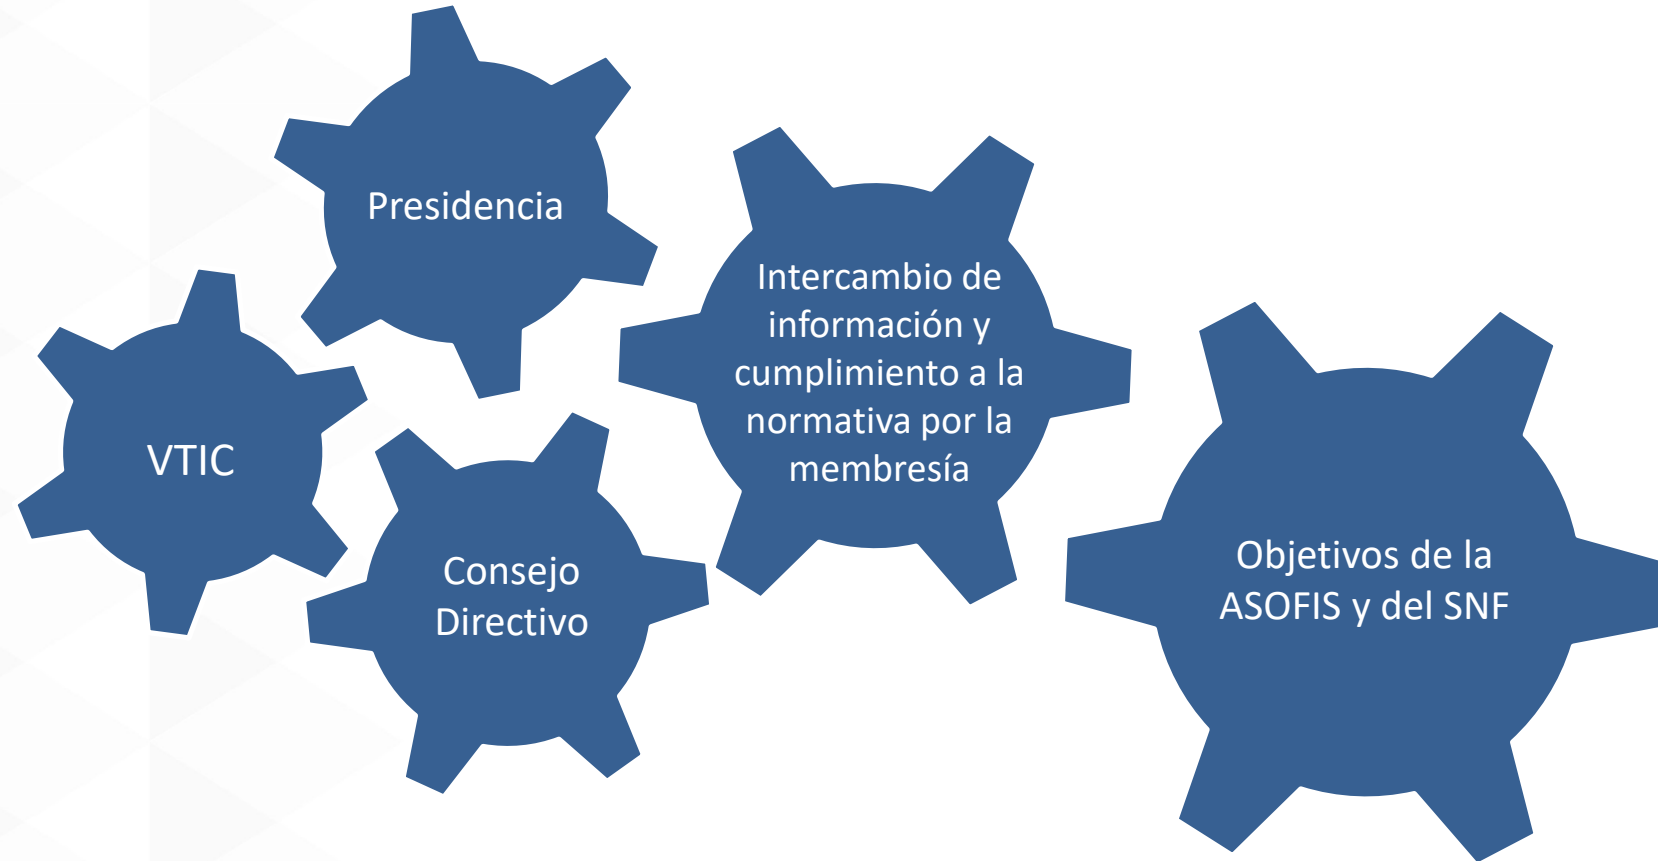 Presidencia
VTIC
Consejo
Directivo
Intercambio de
información y
cumplimiento a la
normativa por la
membresía
Objetivos de la
ASOFIS y del SNF